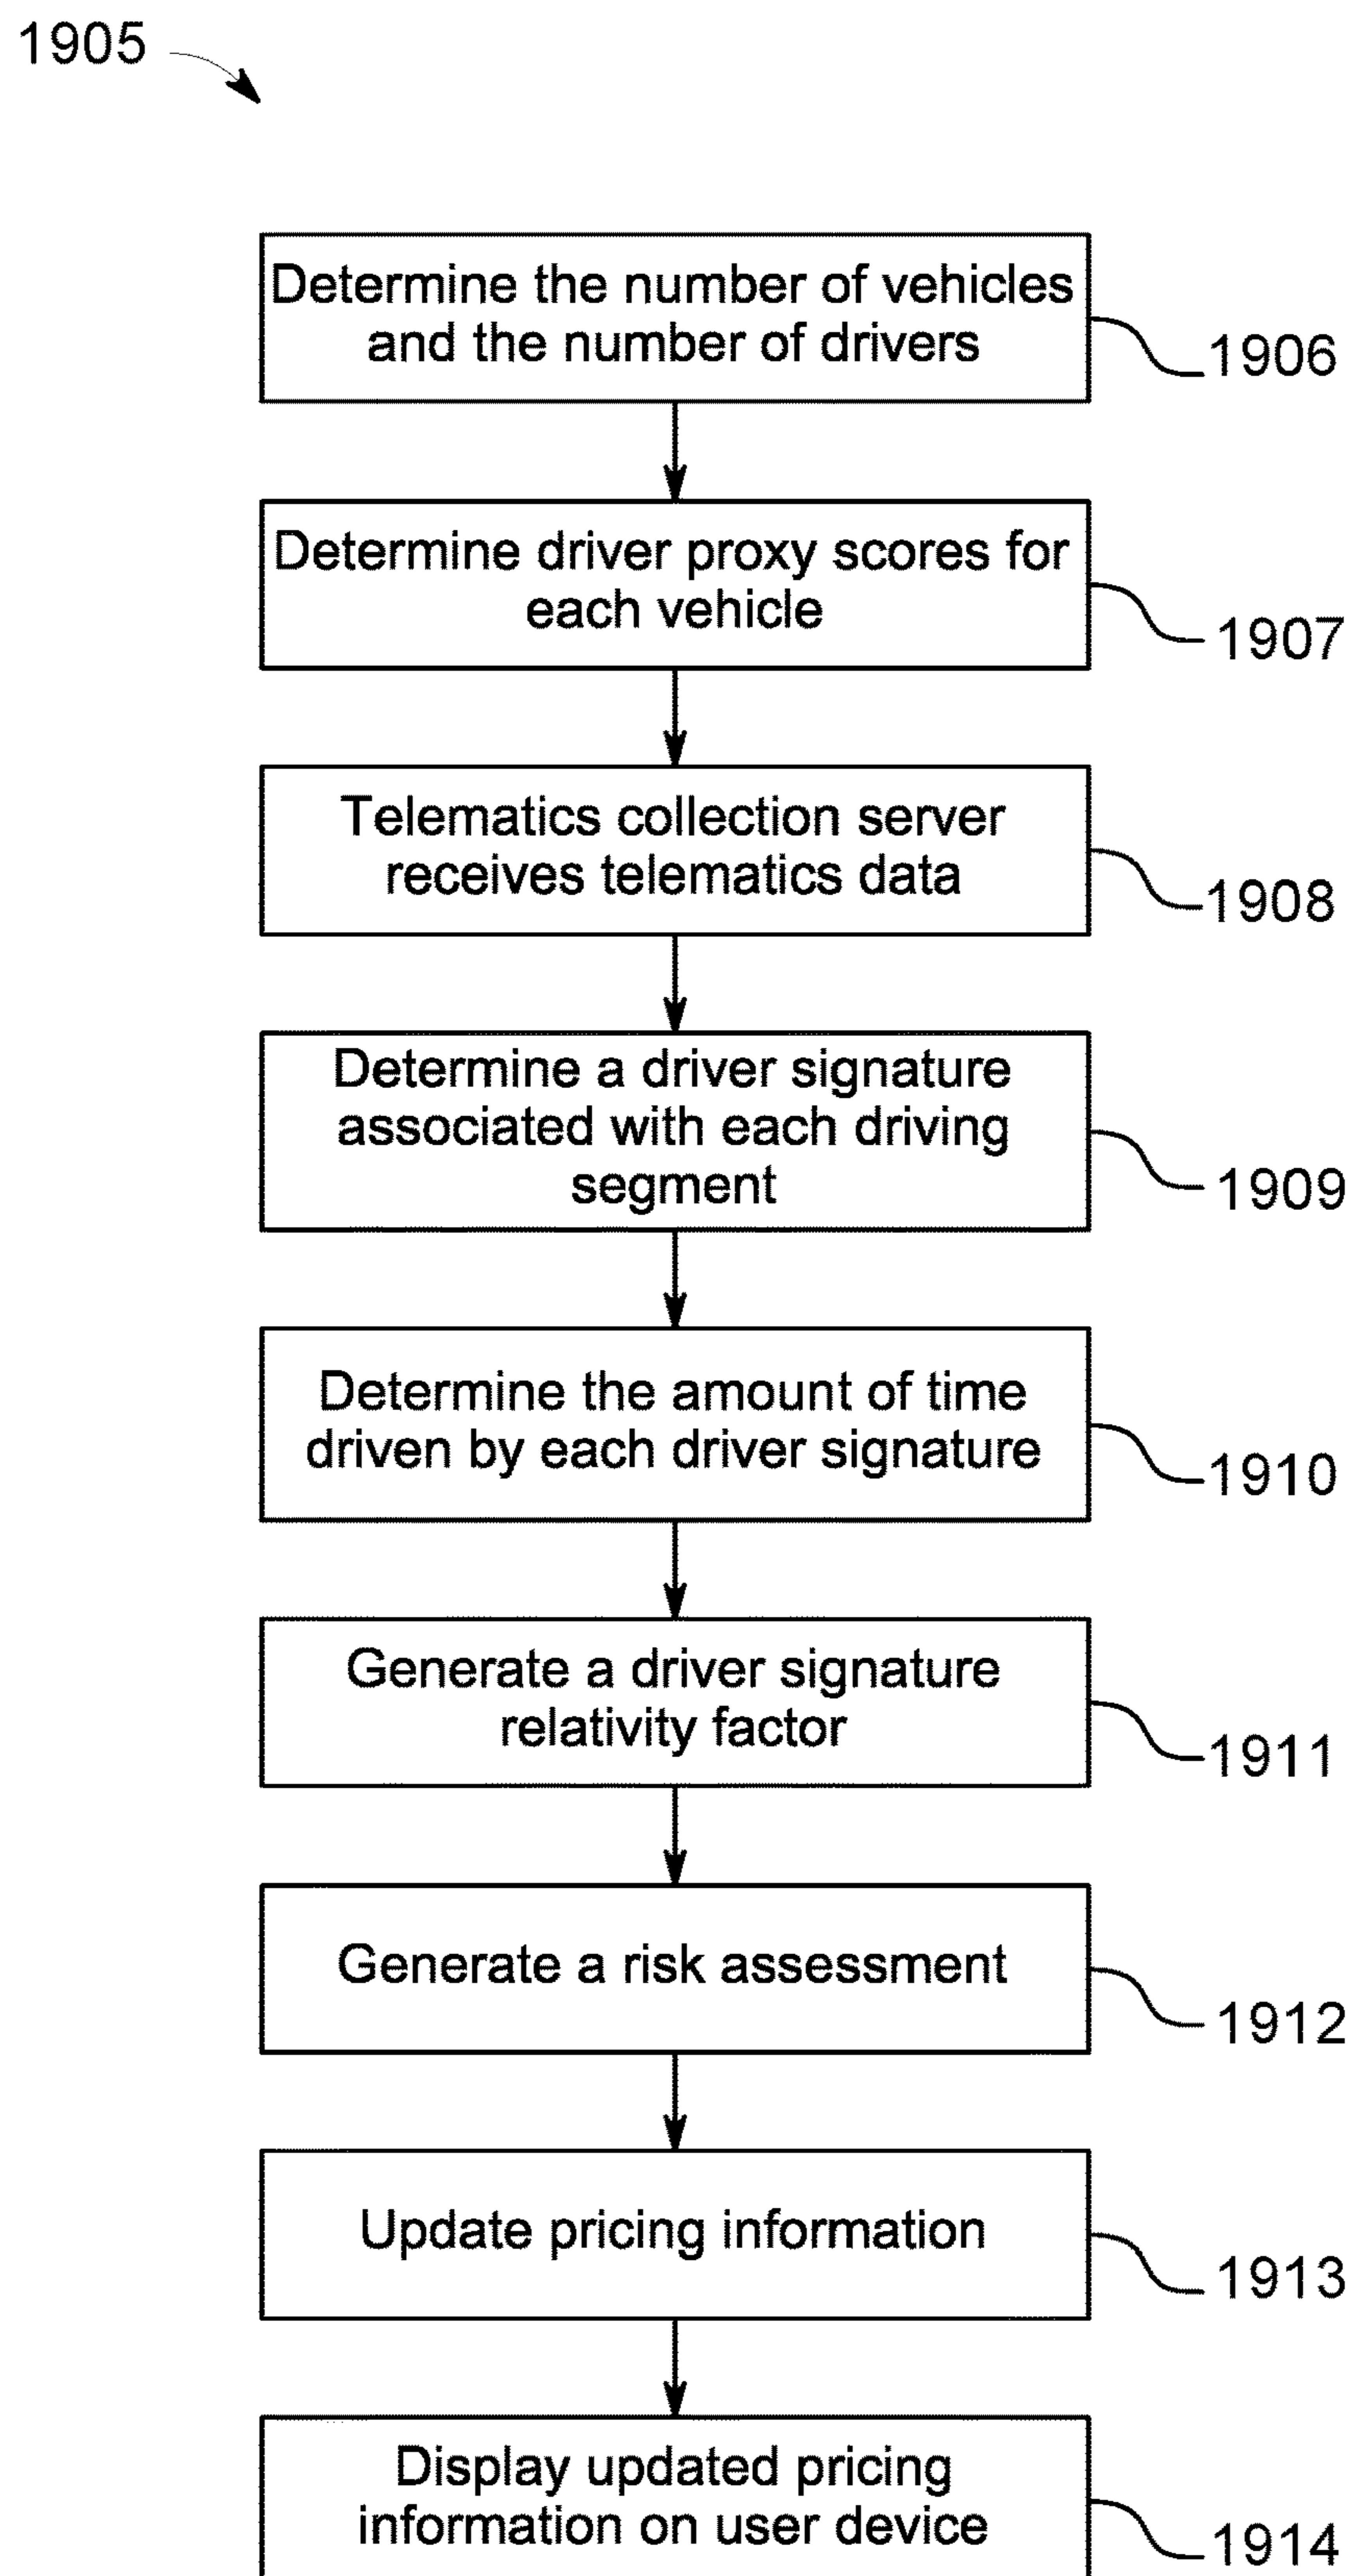 1905
Determine the number of vehicles
and the number of drivers
1906
Determine driver proxy scores for
each vehicle
1907
Telematics collection server
receives telematics data
1908
Determine a driver signature
associated with each driving
segment
1909
Determine the amount of time
driven by each driver signature
1910
Generate a driver signature
relativity factor
1911
Generate a risk assessment
1912
Update pricing information
1913
Display updated pricing
information on user device
1914